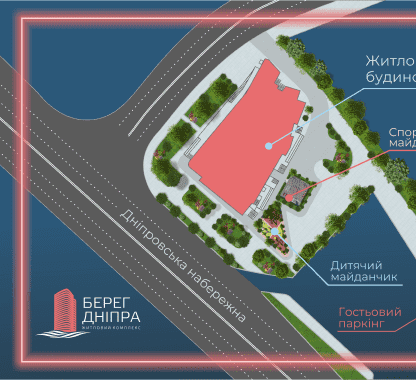 Житло
будино
Спор
майд
Дніпровська набережна
Дитячий
майданчик
Гостьовий
паркінг
БЕРЕГ
ДНІПРА
ЖИТЛОВИЙ КОМПЛЕКС